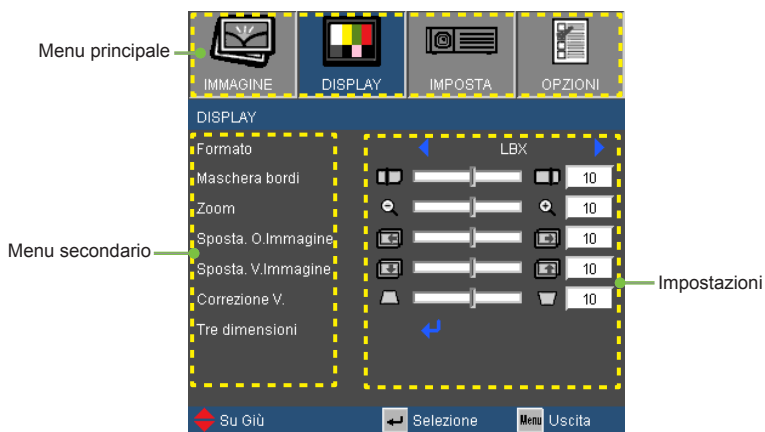 Menu principale
IMMAGINE DISPLAY IMPOSTA OPZIONI
DISPLAY
Formato LBX
Maschera bordi 10
Zoom 10
Sposta. O.Immagine 10
Menu secondario
Sposta. V.Immagine 10
Impostazioni
Correzione V. 10
Tre dimensioni
Su Giù Selezione Menu Uscita